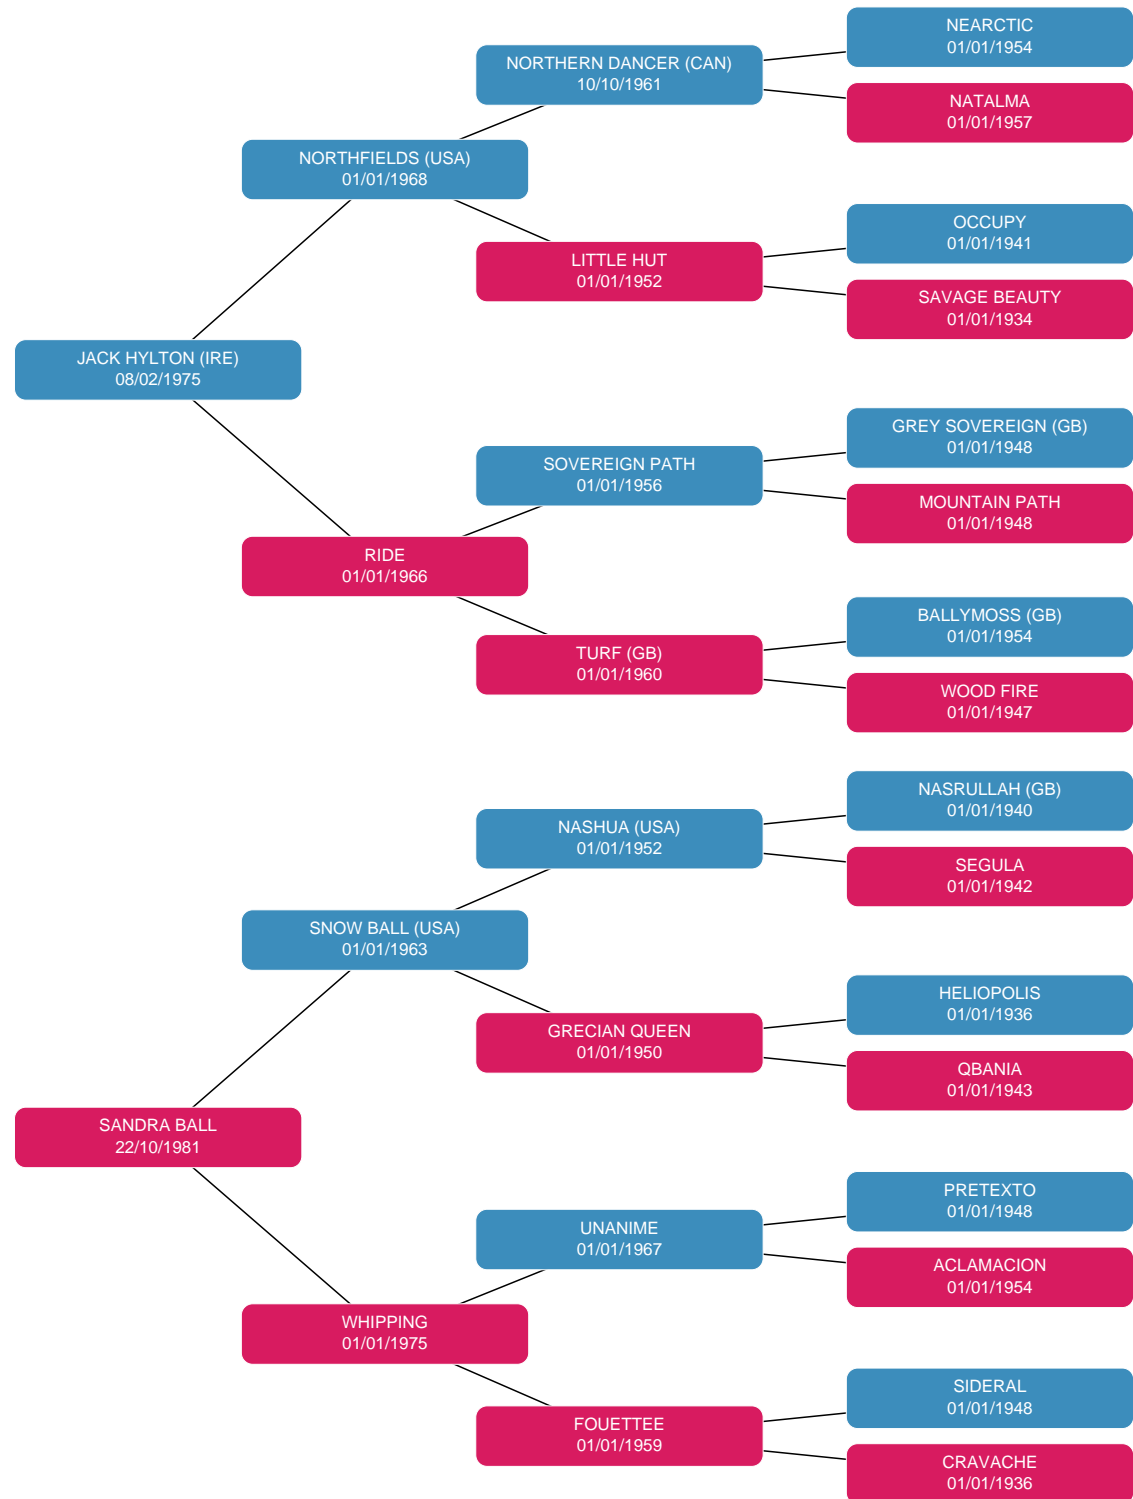 NEARCTIC
01/01/1954
NORTHERN DANCER (CAN)
10/10/1961
NATALMA
01/01/1957
NORTHFIELDS (USA)
01/01/1968
OCCUPY
01/01/1941
LITTLE HUT
01/01/1952
SAVAGE BEAUTY
01/01/1934
JACK HYLTON (IRE)
08/02/1975
GREY SOVEREIGN (GB)
01/01/1948
SOVEREIGN PATH
01/01/1956
MOUNTAIN PATH
01/01/1948
RIDE
01/01/1966
BALLYMOSS (GB)
01/01/1954
TURF (GB)
01/01/1960
WOOD FIRE
01/01/1947
NASRULLAH (GB)
01/01/1940
NASHUA (USA)
01/01/1952
SEGULA
01/01/1942
SNOW BALL (USA)
01/01/1963
HELIOPOLIS
01/01/1936
GRECIAN QUEEN
01/01/1950
QBANIA
01/01/1943
SANDRA BALL
22/10/1981
PRETEXTO
01/01/1948
UNANIME
01/01/1967
ACLAMACION
01/01/1954
WHIPPING
01/01/1975
SIDERAL
01/01/1948
FOUETTEE
01/01/1959
CRAVACHE
01/01/1936